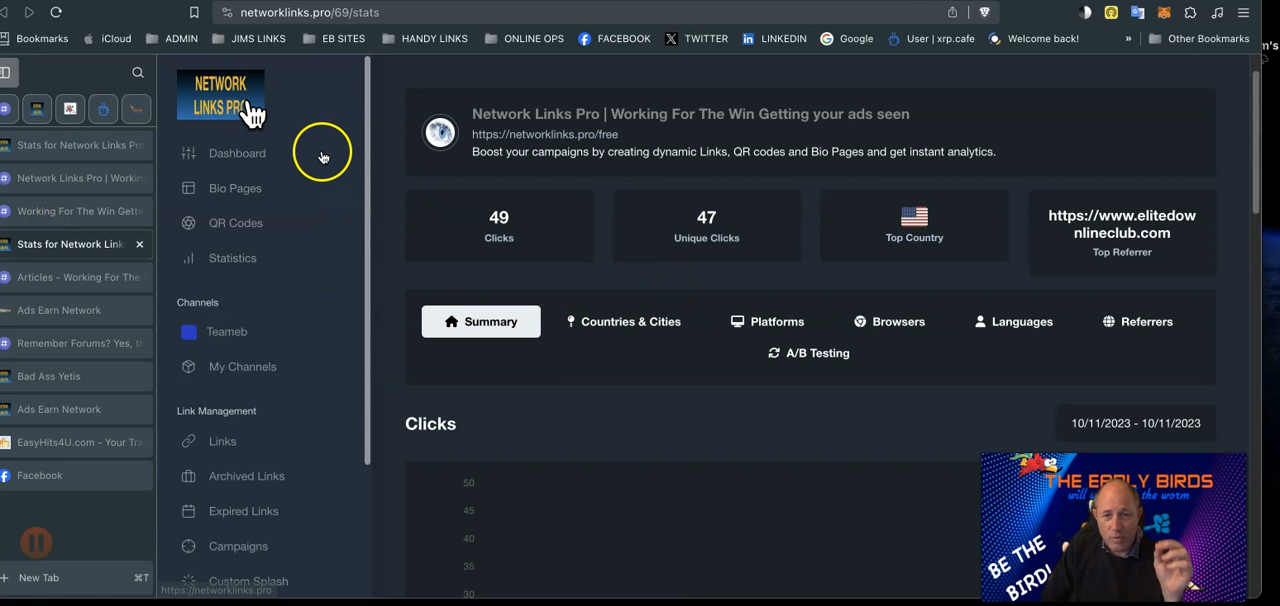 networklinks.pro/69/stats
Bookmarks
iCloud
ADMIN
JIMS LINKS
EB SITES
HANDY LINKS
ONLINE OPS
FACEBOOK
TWITTER
LINKEDIN
Google
User | xrp.cafe
Welcome back!
»
Other Bookmarks
Stats for Network Links Pr
Network Links Pro | Workin
Working For The Win Gett
Stats for Network Link
Articles - Working For The
Ads Earn Network
Remember Forums? Yes, th
Bad Ass Yetis
Ads Earn Network
EasyHits4U.com - Your Tra
Facebook
New Tab
⌘T
NETWORK
LINKS PRO
Dashboard
Bio Pages
QR Codes
Statistics
Channels
Teameb
My Channels
Link Management
Links
Archived Links
Expired Links
Campaigns
Custom Splash
https://networklinks.pro
Network Links Pro | Working For The Win Getting your ads seen
https://networklinks.pro/free
Boost your campaigns by creating dynamic Links, QR codes and Bio Pages and get instant analytics.
49
Clicks
47
Unique Clicks
Top Country
https://www.elitedow
nlineclub.com
Top Referrer
Summary
Countries & Cities
Platforms
Browsers
Languages
Referrers
A/B Testing
Clicks
10/11/2023 - 10/11/2023
50
45
40
35
30
THE EARLY BIRDS
will the worm
BE THE
BIRD!